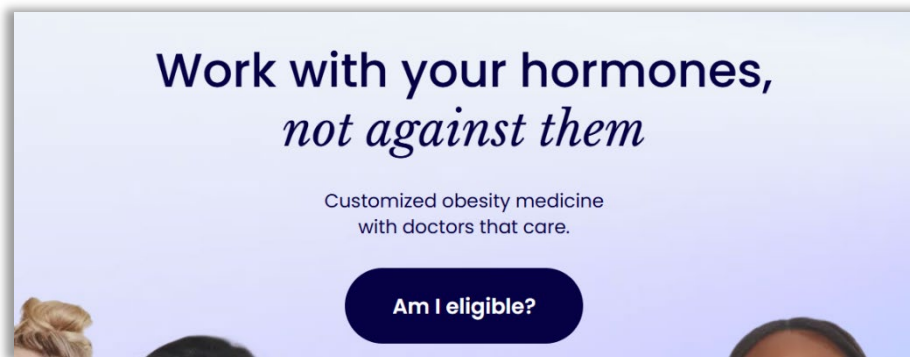 Work with your hormones,
not against them
Customized obesity medicine
with doctors that care.
Am I eligible?